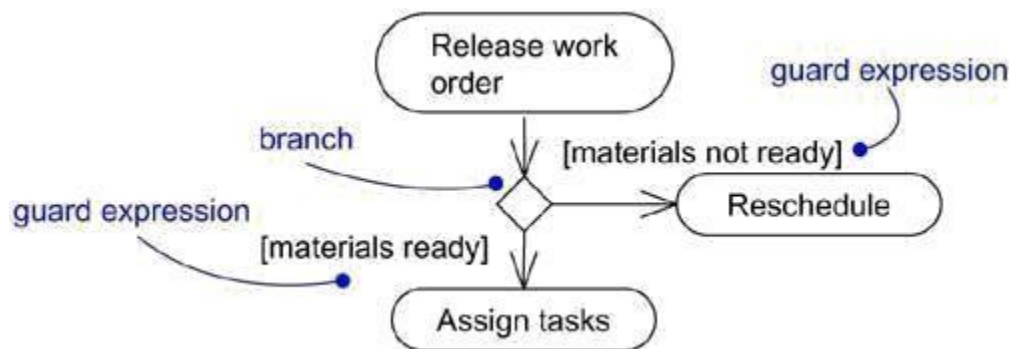 Release work
order
guard expression
branch
[materials not ready]
guard expression
Reschedule
[materials ready]
Assign tasks